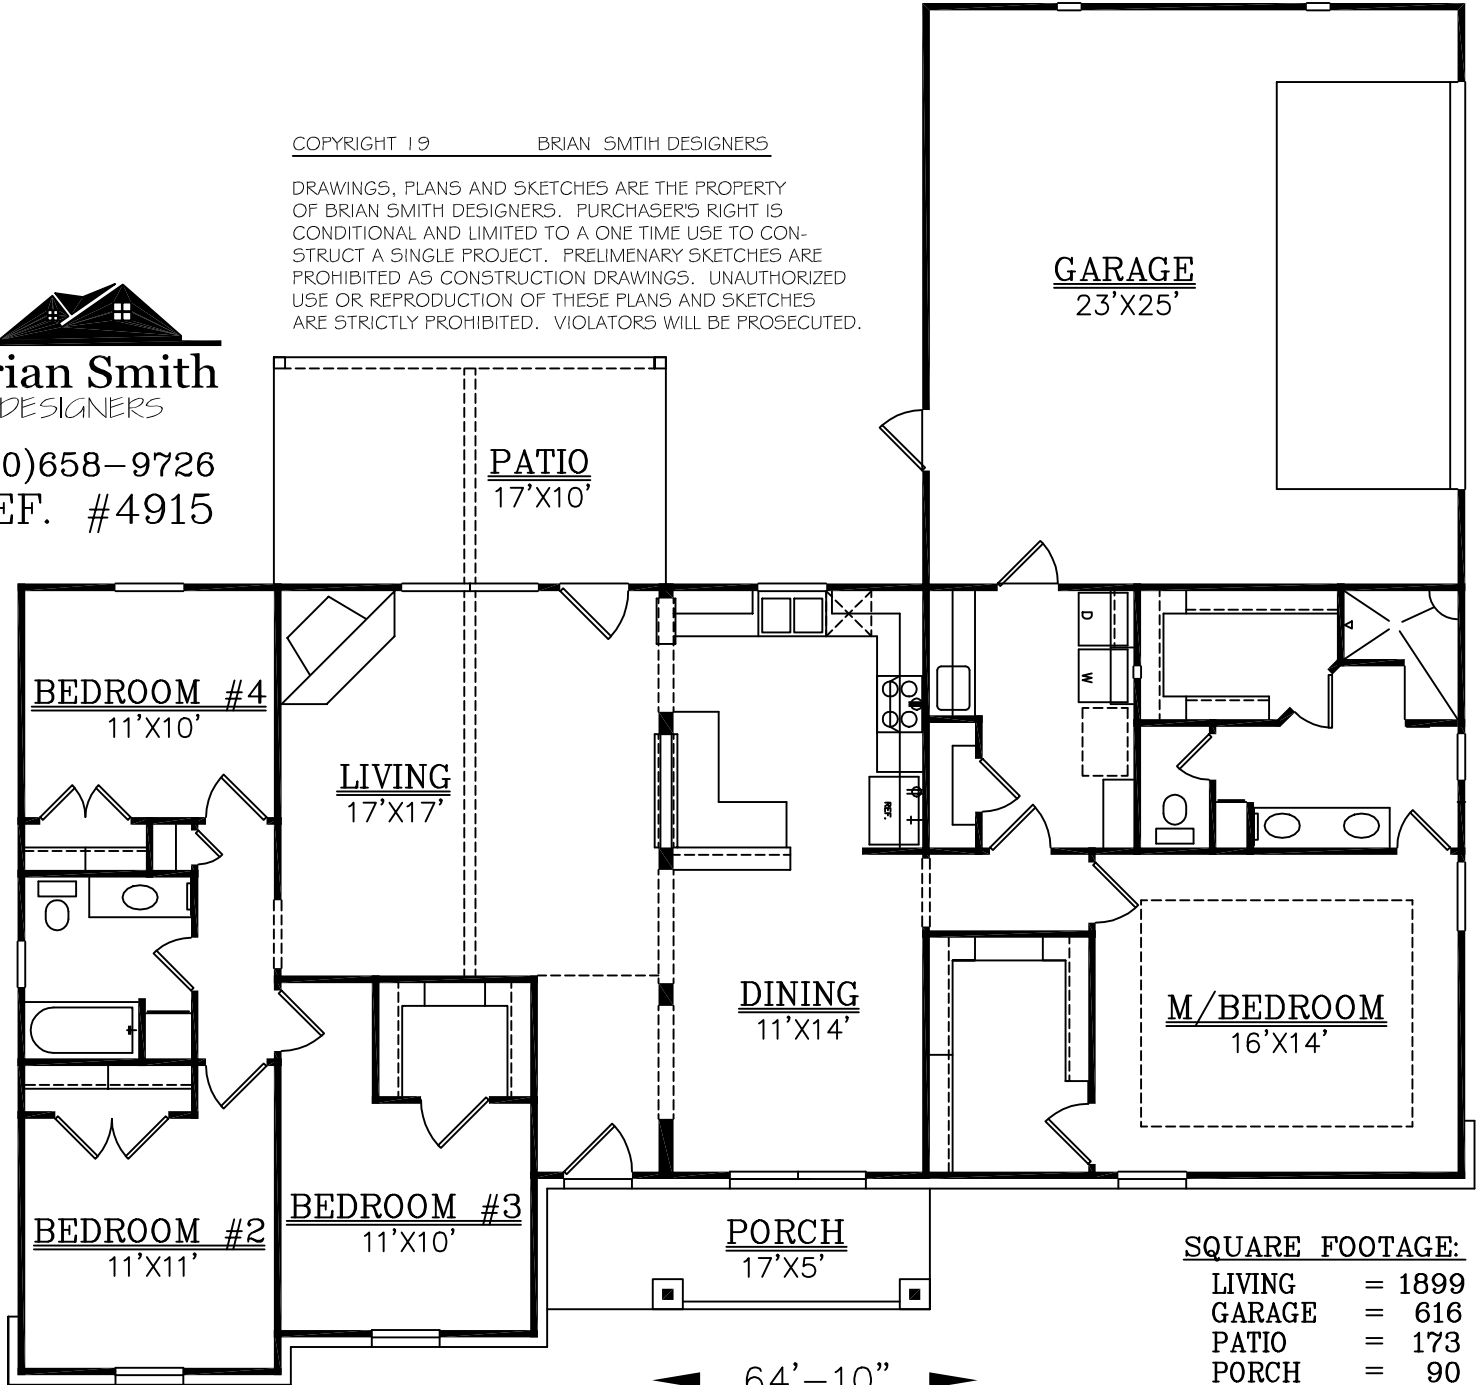 COPYRIGHT 19 BRIAN SMTIH DESIGNERS
DRAWINGS, PLANS AND SKETCHES ARE THE PROPERTY
OF BRIAN SMITH DESIGNERS. PURCHASER'S RIGHT IS
CONDITIONAL AND LIMITED TO A ONE TIME USE TO CON-
STRUCT A SINGLE PROJECT. PRELIMENARY SKETCHES ARE
PROHIBITED AS CONSTRUCTION DRAWINGS. UNAUTHORIZED
USE OR REPRODUCTION OF THESE PLANS AND SKETCHES
ARE STRICTLY PROHIBITED. VIOLATORS WILL BE PROSECUTED.
GARAGE
23'X25'
rian Smith
DESIGNERS
0)658-9726
EF. #4915
PATIO
17'X10'
BEDROOM #4
11'X10'
LIVING
17'X17'
D
W
REF.
DINING
11'X14'
M/BEDROOM
16'X14'
BEDROOM #2
11'X11'
BEDROOM #3
11'X10'
PORCH
17'X5'
SQUARE FOOTAGE:
LIVING = 1899
GARAGE = 616
PATIO = 173
PORCH = 90
64'-10"